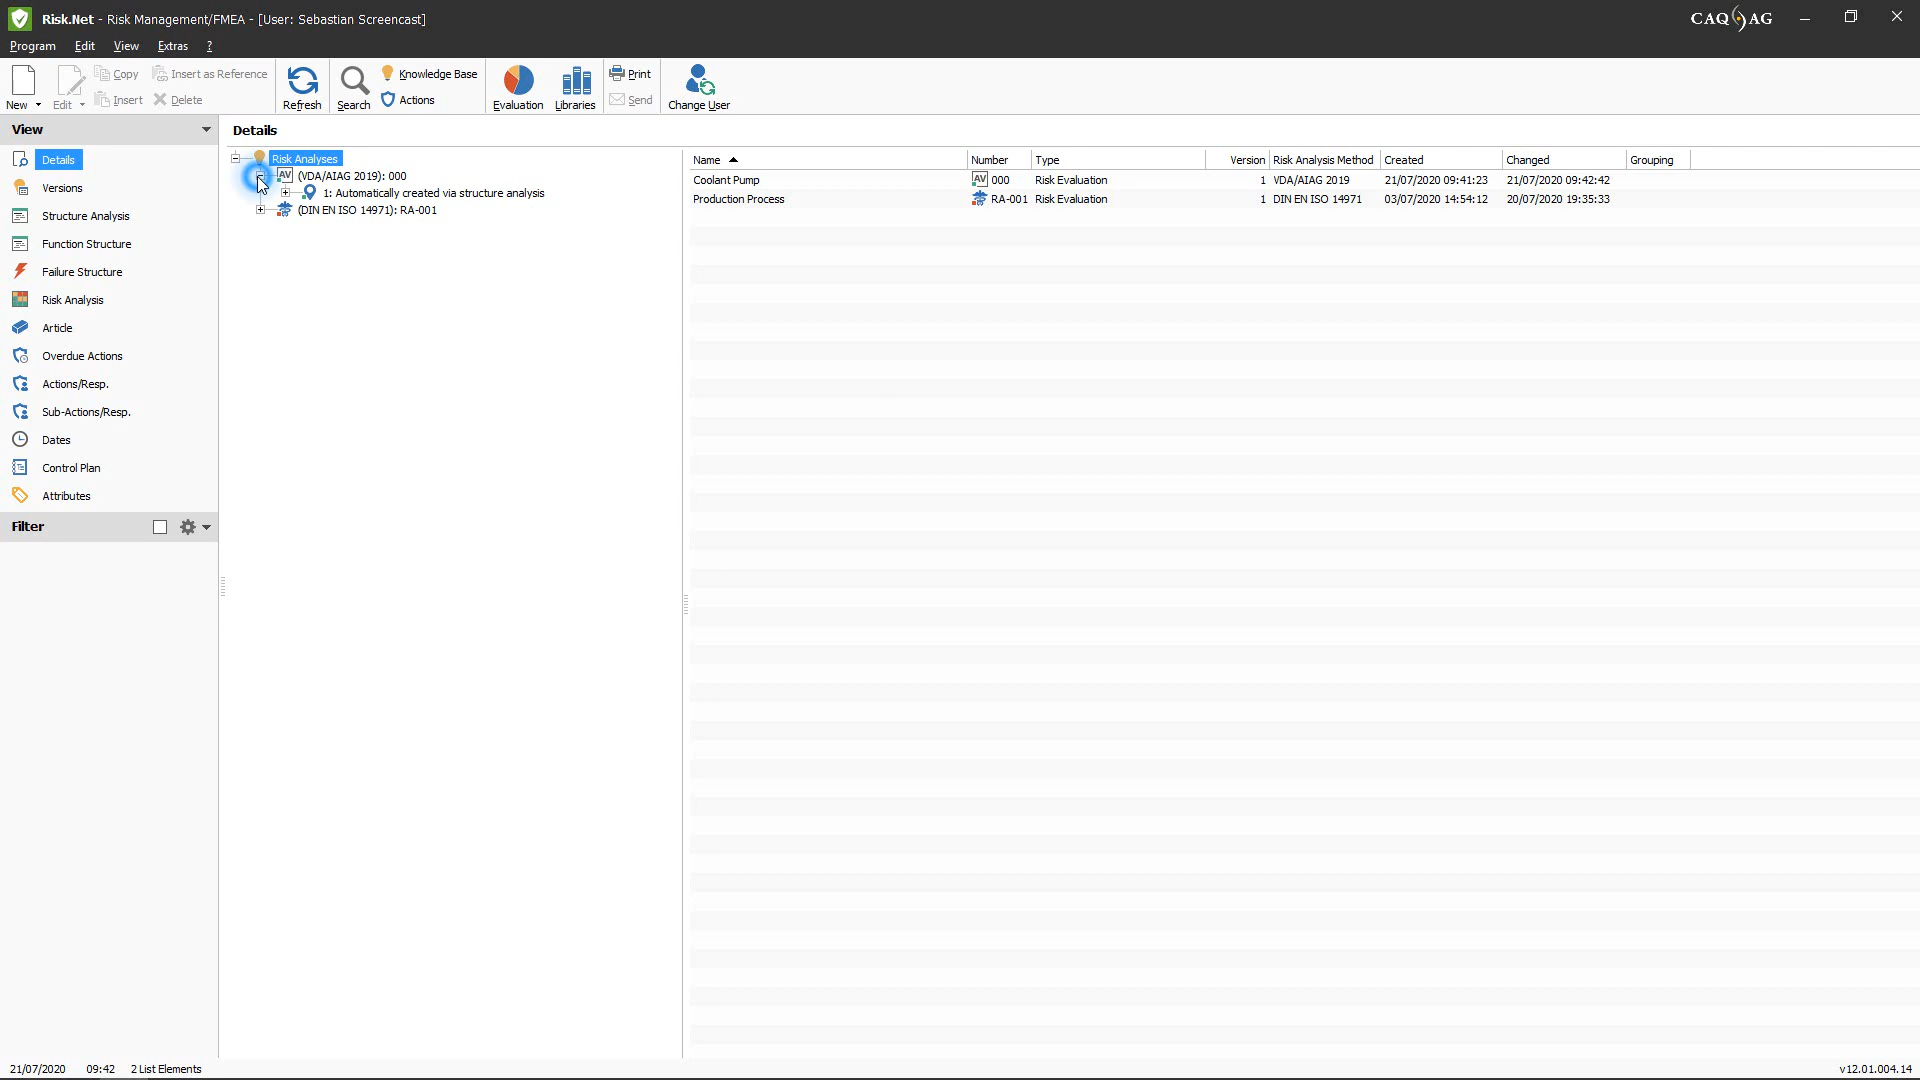 Risk.Net - Risk Management/FMEA - [User: Sebastian Screencast]
CAQ AG
Program Edit View Extras ?
New Edit Copy Insert Insert as Reference Delete Refresh Search Knowledge Base Actions Evaluation Libraries Print Send Change User
View
Details
Versions
Structure Analysis
Function Structure
Failure Structure
Risk Analysis
Article
Overdue Actions
Actions/Resp.
Sub-Actions/Resp.
Dates
Control Plan
Attributes
Filter
Details
Risk Analyses
AV (VDA/AIAG 2019): 000
1: Automatically created via structure analysis
(DIN EN ISO 14971): RA-001
Name Number Type Version Risk Analysis Method Created Changed Grouping
Coolant Pump AV 000 Risk Evaluation 1 VDA/AIAG 2019 21/07/2020 09:41:23 21/07/2020 09:42:42
Production Process RA-001 Risk Evaluation 1 DIN EN ISO 14971 03/07/2020 14:54:12 20/07/2020 19:35:33
21/07/2020 09:42 2 List Elements
v12.01.004.14